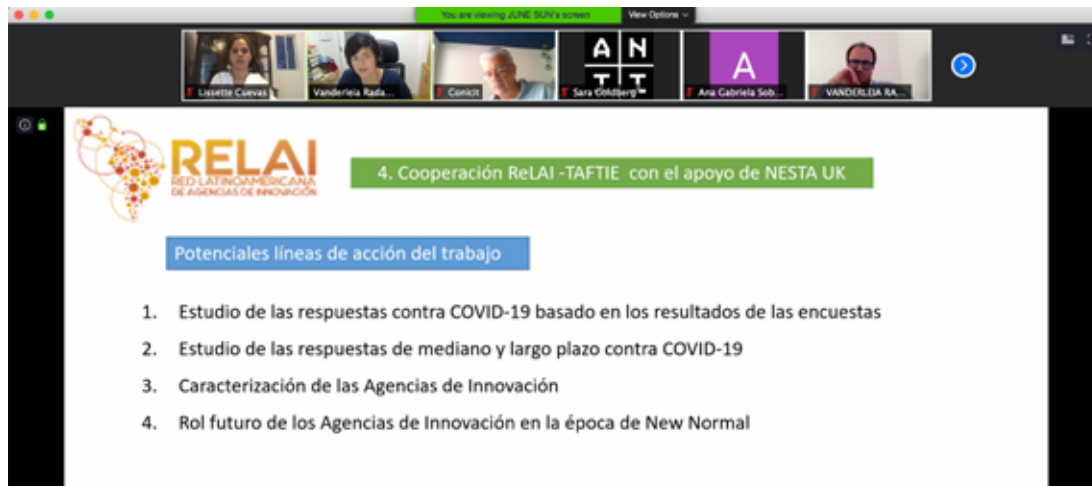 You are viewing JUNE SUN's screen
View Options
Lissette Cuevas
Vanderleia Rada...
Conicit
A N
T T
Sara Goldberg
A
Ana Gabriela Sob...
VANDERLEIA RA...
RELAI
RED LATINOAMERICANA
DE AGENCIAS DE INNOVACIÓN
4. Cooperación ReLAI -TAFTIE con el apoyo de NESTA UK
Potenciales líneas de acción del trabajo
1. Estudio de las respuestas contra COVID-19 basado en los resultados de las encuestas
2. Estudio de las respuestas de mediano y largo plazo contra COVID-19
3. Caracterización de las Agencias de Innovación
4. Rol futuro de los Agencias de Innovación en la época de New Normal